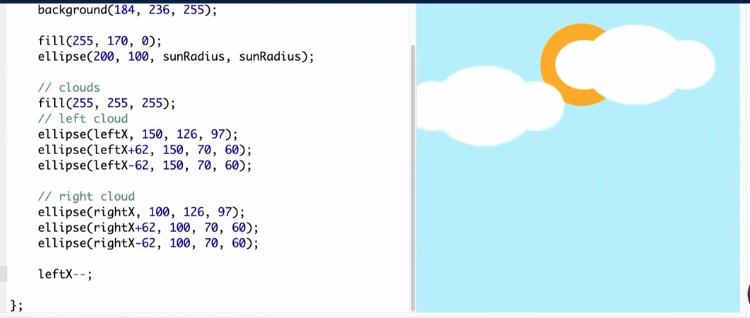 background(184, 236, 255);
fill(255, 170, 0);
ellipse(200, 100, sunRadius, sunRadius);
// clouds
fill(255, 255, 255);
// left cloud
ellipse(leftX, 150, 126, 97);
ellipse(leftX+62, 150, 70, 60);
ellipse(leftX-62, 150, 70, 60);
// right cloud
ellipse(rightX, 100, 126, 97);
ellipse(rightX+62, 100, 70, 60);
ellipse(rightX-62, 100, 70, 60);
leftX--;
};